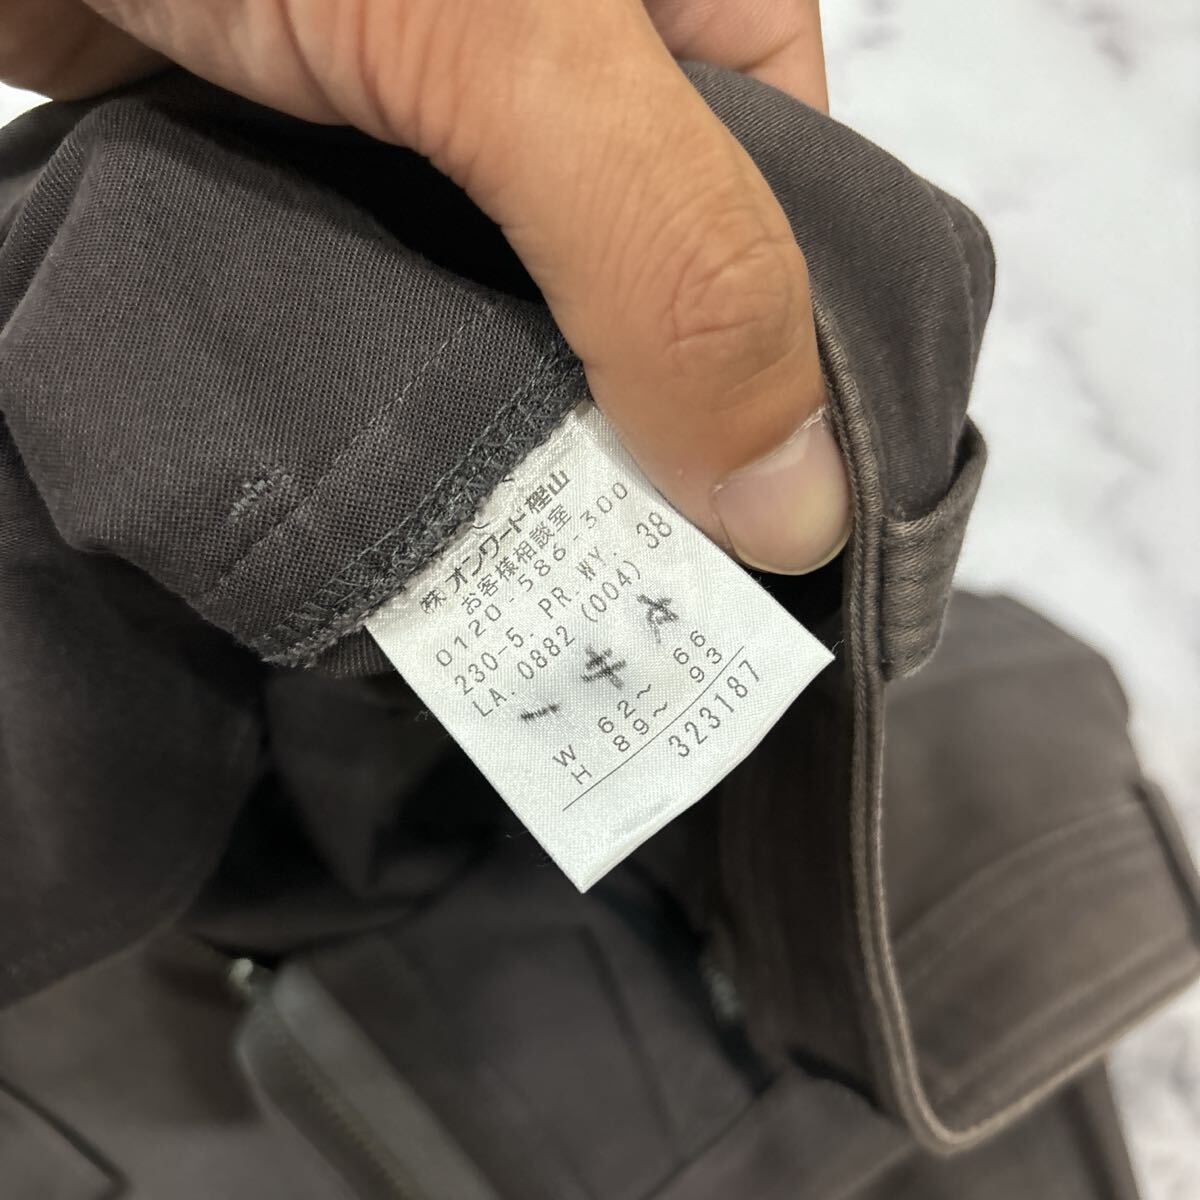 (株)オンワード樫山
お客様相談室
0120-586-300
230-5. PR. WY. 38
LA. 0882 (004)
W 62~ 66
H 89~ 93
323187